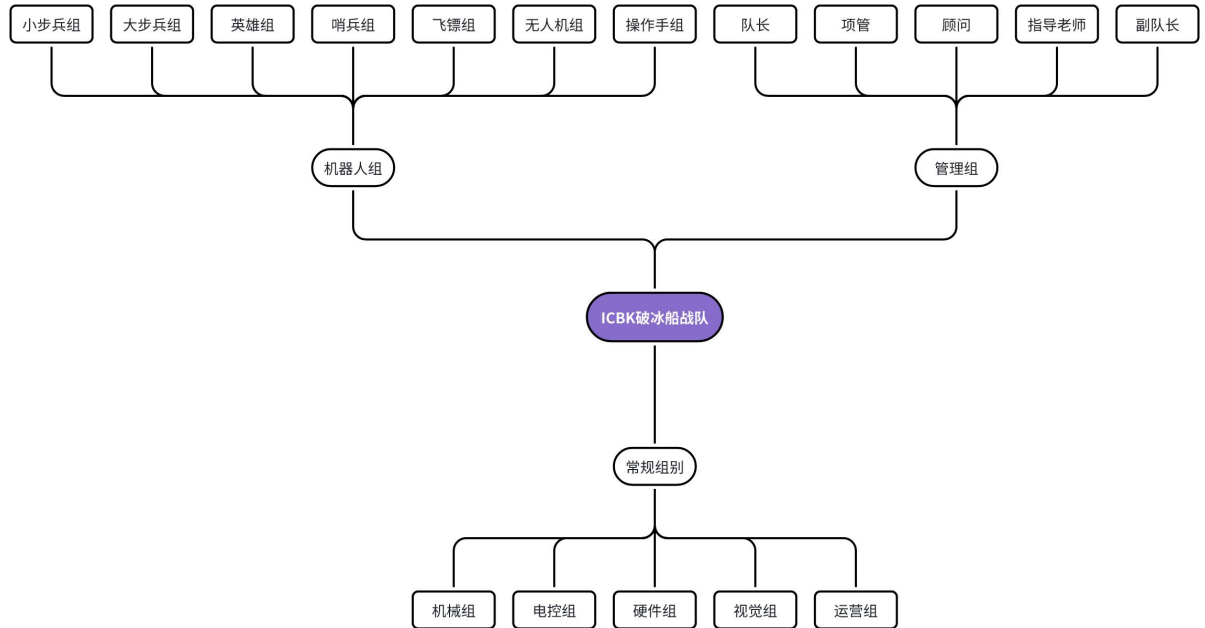 小步兵组
大步兵组
英雄组
哨兵组
飞镖组
无人机组
操作手组
队长
项管
顾问
指导老师
副队长
机器人组
管理组
ICBK破冰船战队
常规组别
机械组
电控组
硬件组
视觉组
运营组